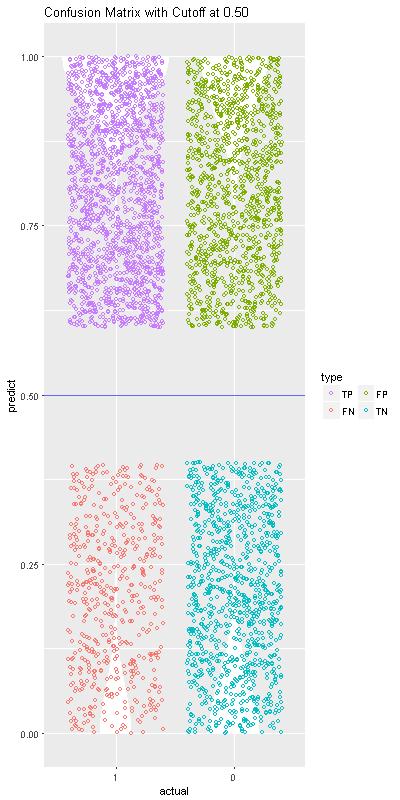 Confusion Matrix with Cutoff at 0.50
1.00
0.75
0.50
0.25
0.00
predict
1 0
actual
type
TP FP
FN TN